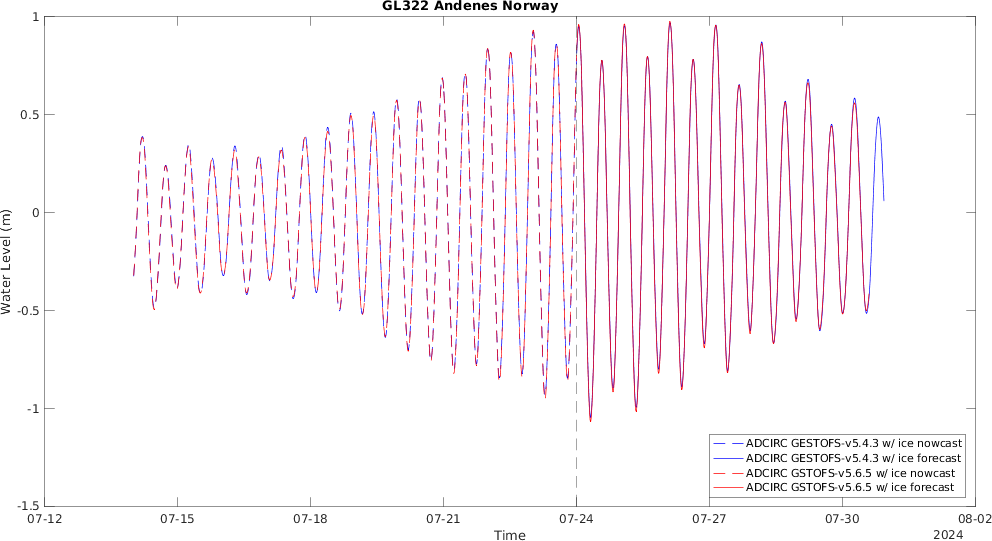 GL322 Andenes Norway
1
0.5
0
-0.5
-1
-1.5
Water Level (m)
ADCIRC GESTOFS-v5.4.3 w/ ice nowcast
ADCIRC GESTOFS-v5.4.3 w/ ice forecast
ADCIRC GSTOFS-v5.6.5 w/ ice nowcast
ADCIRC GSTOFS-v5.6.5 w/ ice forecast
07-12 07-15 07-18 07-21 07-24 07-27 07-30 08-02
Time
2024